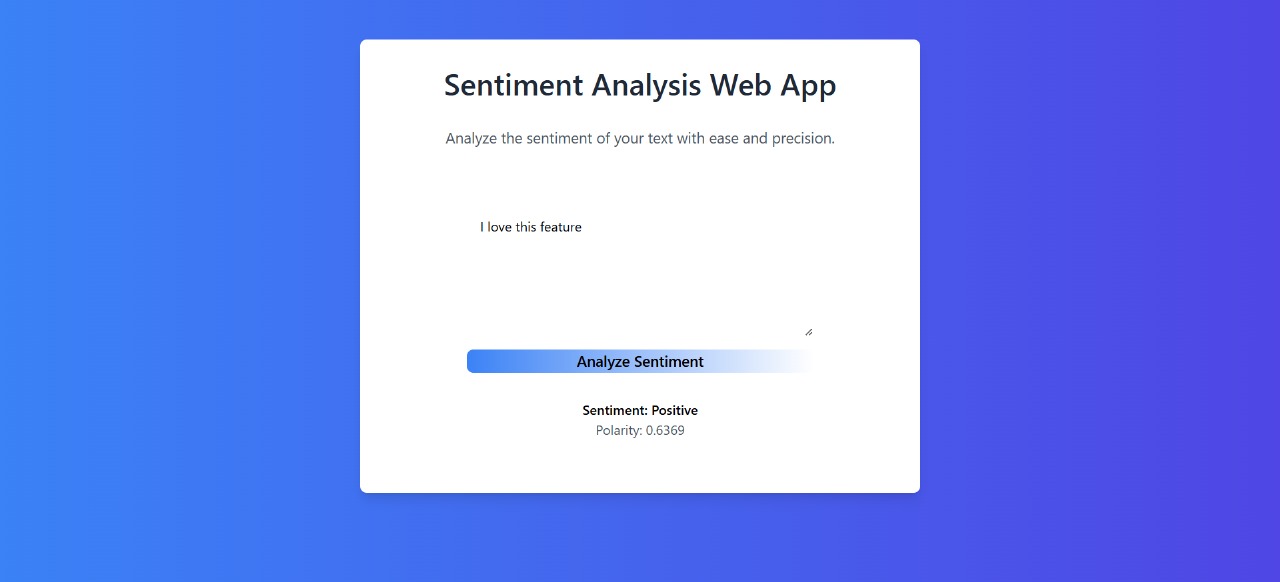 Sentiment Analysis Web App
Analyze the sentiment of your text with ease and precision.
I love this feature
Analyze Sentiment
Sentiment: Positive
Polarity: 0.6369